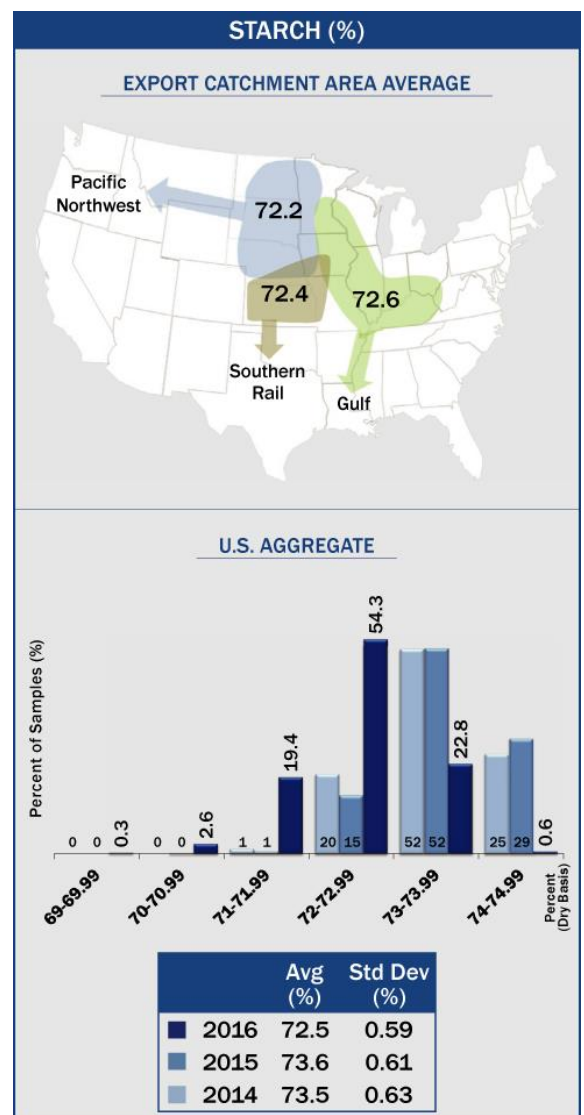 STARCH (%)
EXPORT CATCHMENT AREA AVERAGE
Pacific
Northwest
72.2
72.4
72.6
Southern
Rail
Gulf
U.S. AGGREGATE
Percent of Samples (%)
0 0 0.3
0 0 2.6
1 1 19.4
20 15 54.3
52 52 22.8
25 29 0.6
69-69.99
70-70.99
71-71.99
72-72.99
73-73.99
74-74.99
Percent
(Dry Basis)
Avg Std Dev
(%) (%)
2016 72.5 0.59
2015 73.6 0.61
2014 73.5 0.63